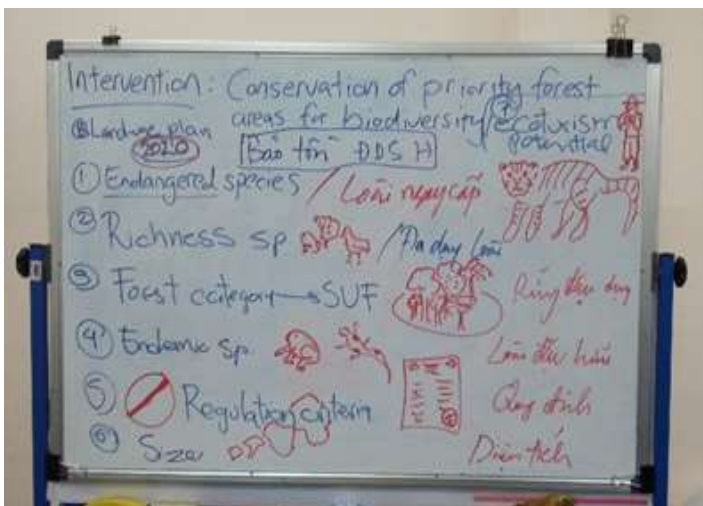 Intervention: Conservation of priority forest
areas for biodiversity/ecotuxism
potential
⑧ Landuse plan
2020
Bảo tồn ĐDSH
① Endangered species / Loài nguy cấp
② Richness sp / Đa dạng loài
③ Forest category → SUF Rừng đặc dụng
④ Endemic sp. Loài đặc hữu
⑤ Regulation criteria Quy định
⑥ Size Diện tích